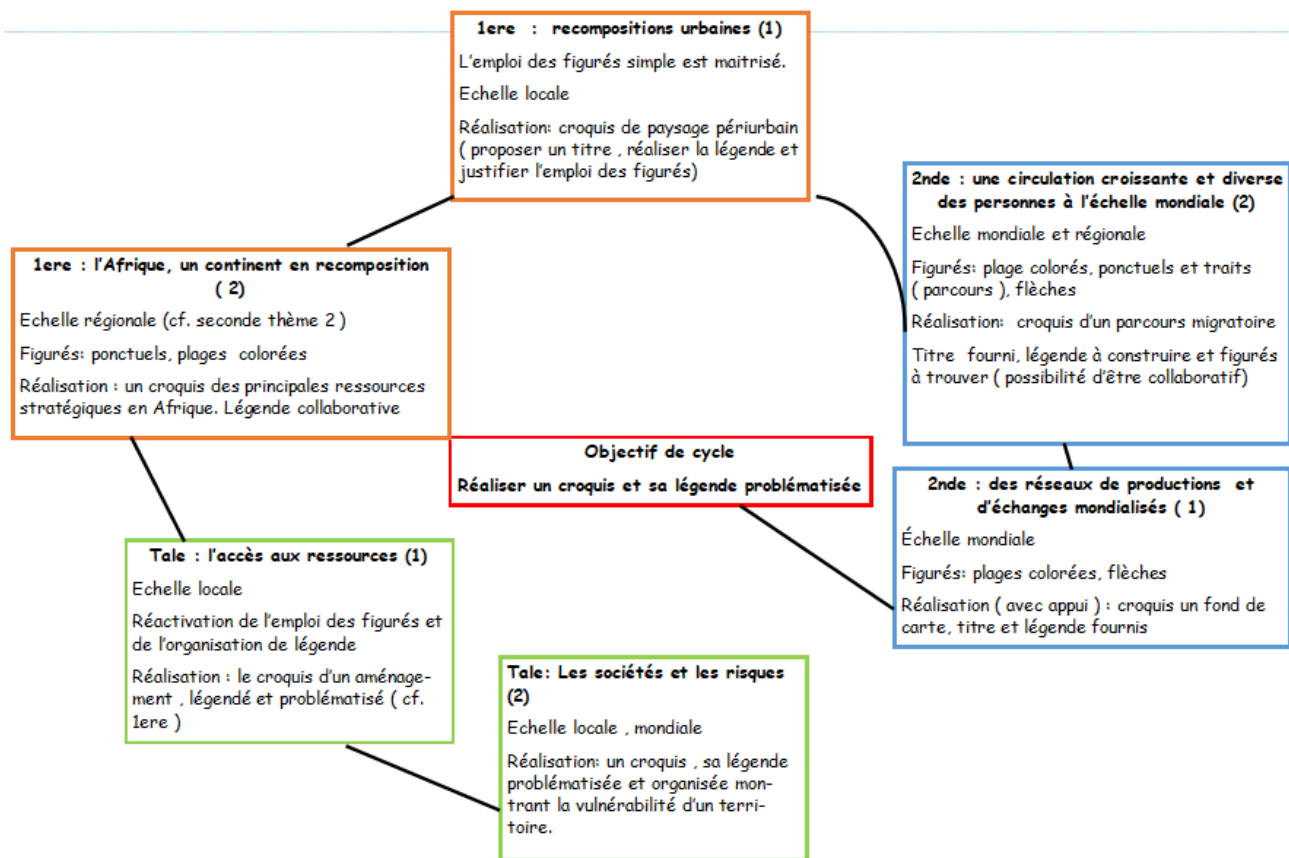 1ere : recompositions urbaines (1)
L'emploi des figurés simple est maitrisé.
Echelle locale
Réalisation: croquis de paysage périurbain
( proposer un titre , réaliser la légende et
justifier l'emploi des figurés)
2nde : une circulation croissante et diverse
des personnes à l'échelle mondiale (2)
Echelle mondiale et régionale
Figurés: plage colorés, ponctuels et traits
( parcours ), flèches
Réalisation: croquis d'un parcours migratoire
Titre fourni, légende à construire et figurés
à trouver ( possibilité d'être collaboratif)
1ere : l'Afrique, un continent en recomposition
( 2)
Echelle régionale (cf. seconde thème 2 )
Figurés: ponctuels, plages colorées
Réalisation : un croquis des principales ressources
stratégiques en Afrique. Légende collaborative
Objectif de cycle
Réaliser un croquis et sa légende problématisée
2nde : des réseaux de productions et
d'échanges mondialisés ( 1)
Échelle mondiale
Figurés: plages colorées, flèches
Réalisation ( avec appui ) : croquis un fond de
carte, titre et légende fournis
Tale : l'accès aux ressources (1)
Echelle locale
Réactivation de l'emploi des figurés et
de l'organisation de légende
Réalisation : le croquis d'un aménage-
ment , légendé et problématisé ( cf.
1ere )
Tale: Les sociétés et les risques
(2)
Echelle locale , mondiale
Réalisation: un croquis , sa légende
problématisée et organisée mon-
trant la vulnérabilité d'un terri-
toire.